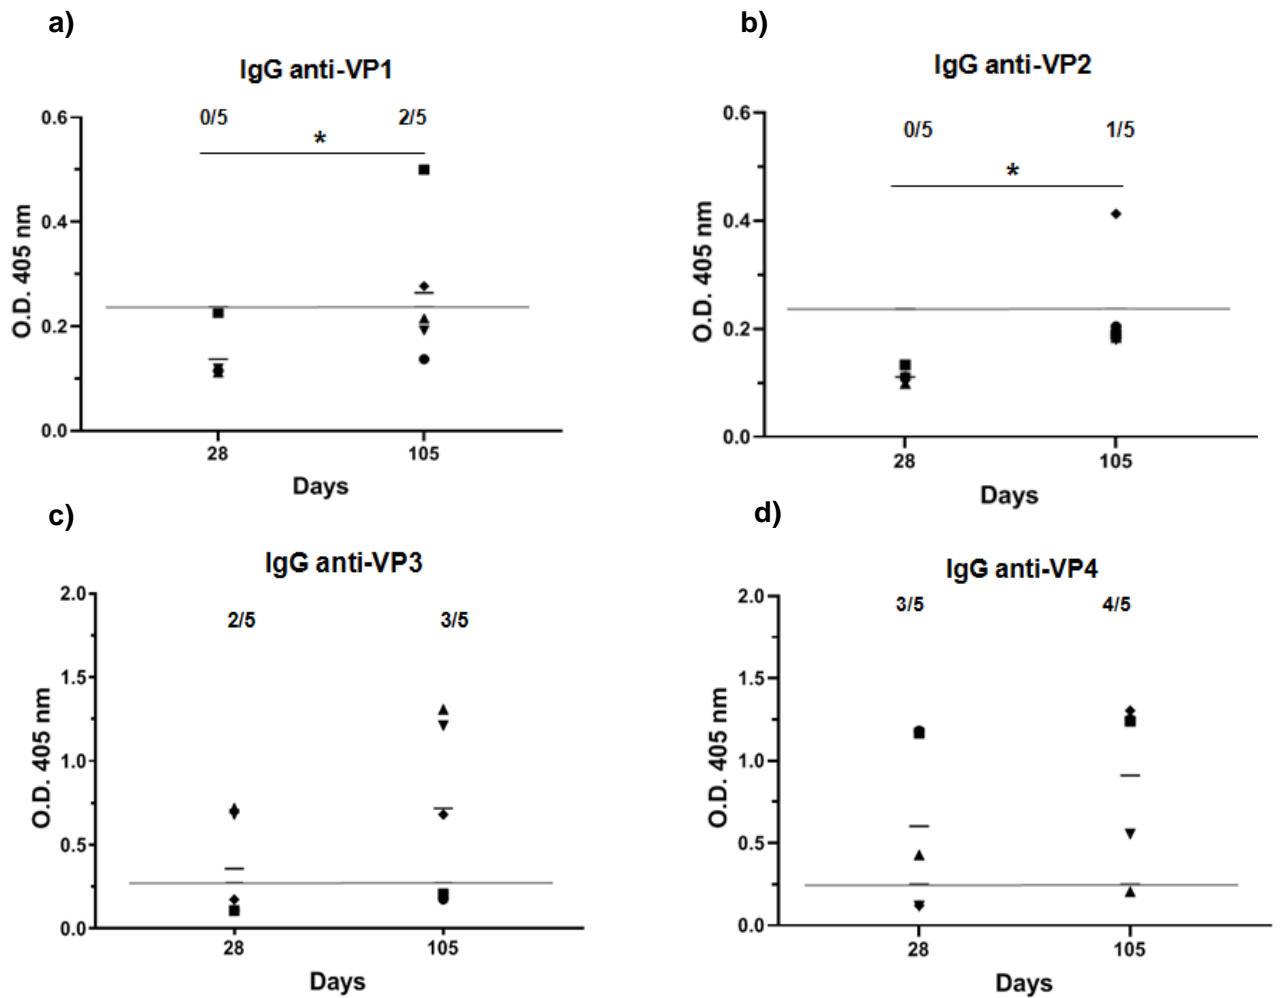 a)
IgG anti-VP1
0/5 2/5
*
0.6
0.4
0.2
0.0
O.D. 405 nm
28 105
Days
b)
IgG anti-VP2
0/5 1/5
*
0.6
0.4
0.2
0.0
O.D. 405 nm
28 105
Days
c)
IgG anti-VP3
2/5 3/5
2.0
1.5
1.0
0.5
0.0
O.D. 405 nm
28 105
Days
d)
IgG anti-VP4
3/5 4/5
2.0
1.5
1.0
0.5
0.0
O.D. 405 nm
28 105
Days